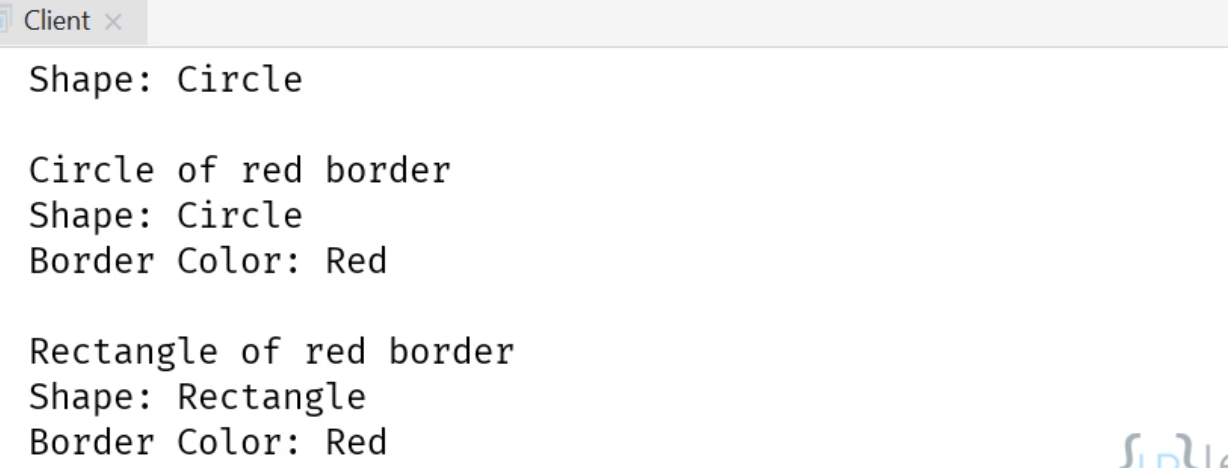 Client
Shape: Circle
Circle of red border
Shape: Circle
Border Color: Red
Rectangle of red border
Shape: Rectangle
Border Color: Red